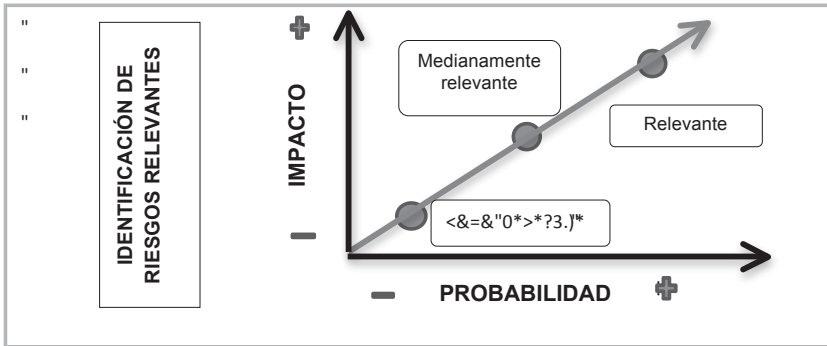 "
"
"
IDENTIFICACIÓN DE
RIESGOS RELEVANTES
IMPACTO
Medianamente
relevante
Relevante
PROBABILIDAD